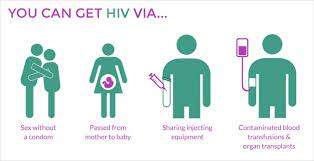 YOU CAN GET HIV VIA...
Sex without
a condom
Passed from
mother to baby
Sharing injecting
equipment
Contaminated blood
transfusions &
organ transplants